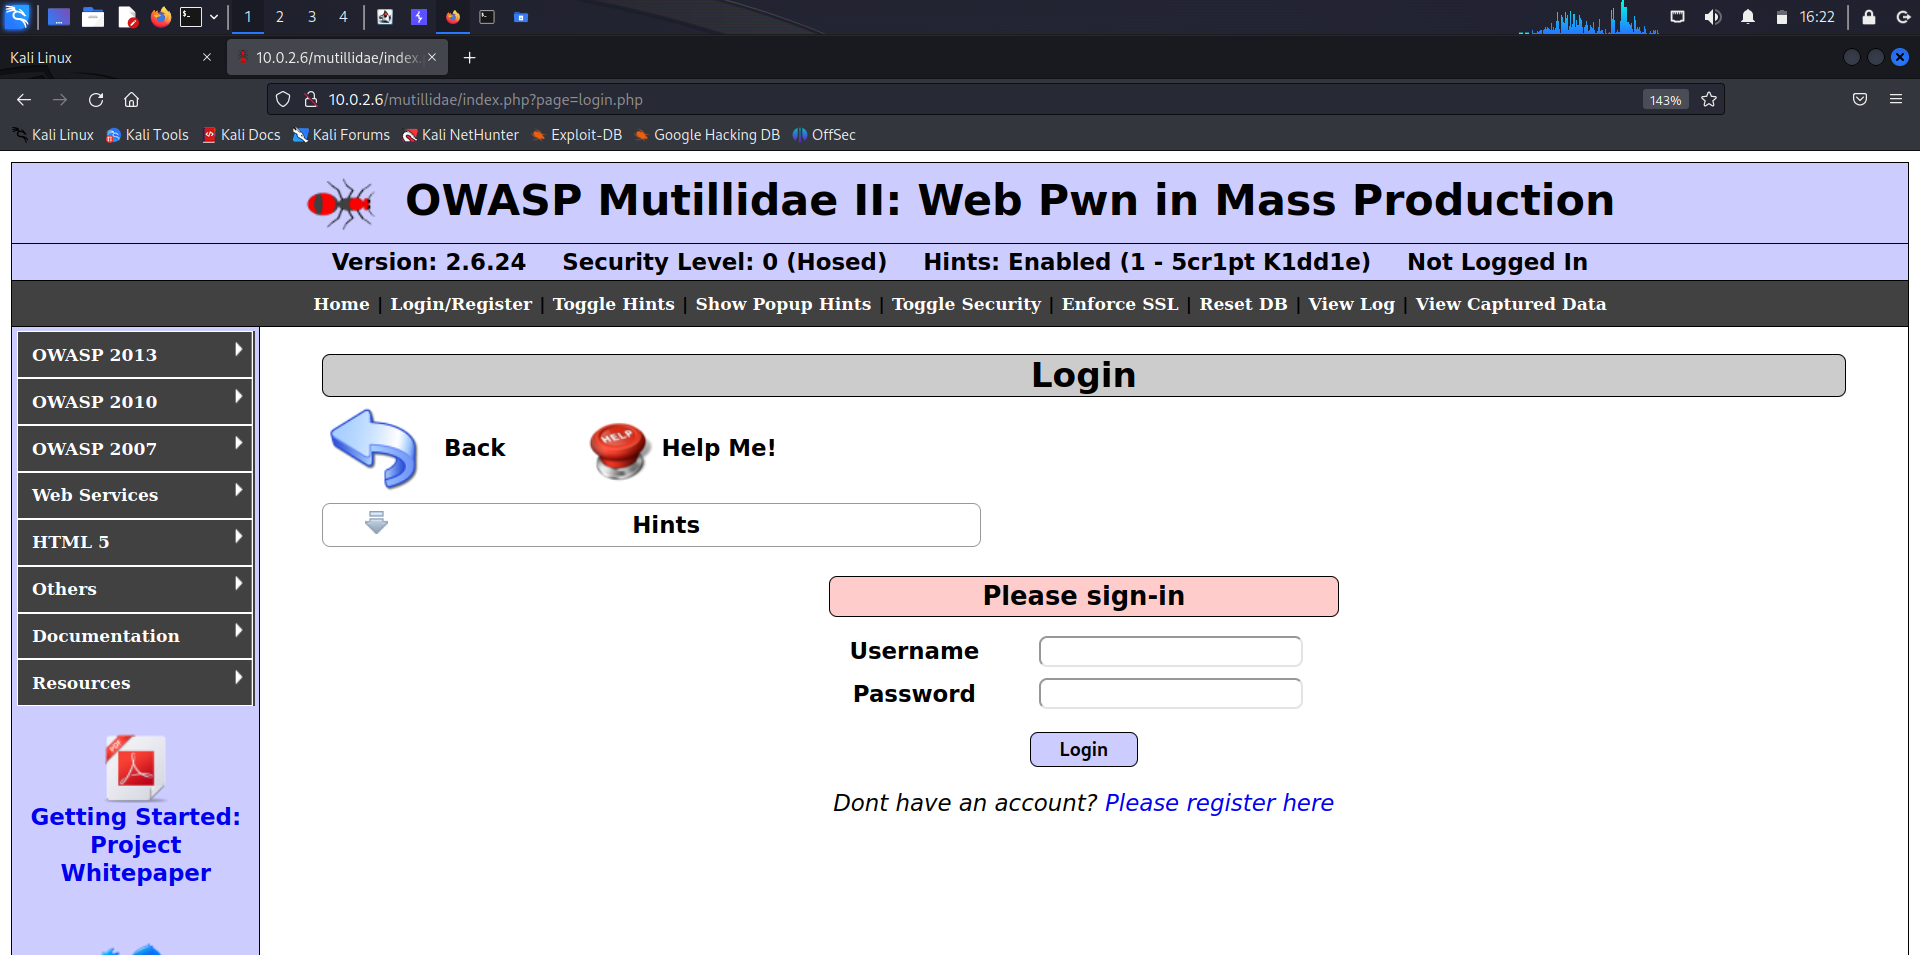 1 2 3 4 16:22
Kali Linux
10.0.2.6/mutillidae/index.
10.0.2.6/mutillidae/index.php?page=login.php 143%
Kali Linux Kali Tools Kali Docs Kali Forums Kali NetHunter Exploit-DB Google Hacking DB OffSec
OWASP Mutillidae II: Web Pwn in Mass Production
Version: 2.6.24 Security Level: 0 (Hosed) Hints: Enabled (1 - 5cr1pt K1dd1e) Not Logged In
Home | Login/Register | Toggle Hints | Show Popup Hints | Toggle Security | Enforce SSL | Reset DB | View Log | View Captured Data
OWASP 2013
OWASP 2010
OWASP 2007
Web Services
HTML 5
Others
Documentation
Resources
PDF
Getting Started:
Project
Whitepaper
Login
Back
HELP
Help Me!
Hints
Please sign-in
Username
Password
Login
Dont have an account? Please register here